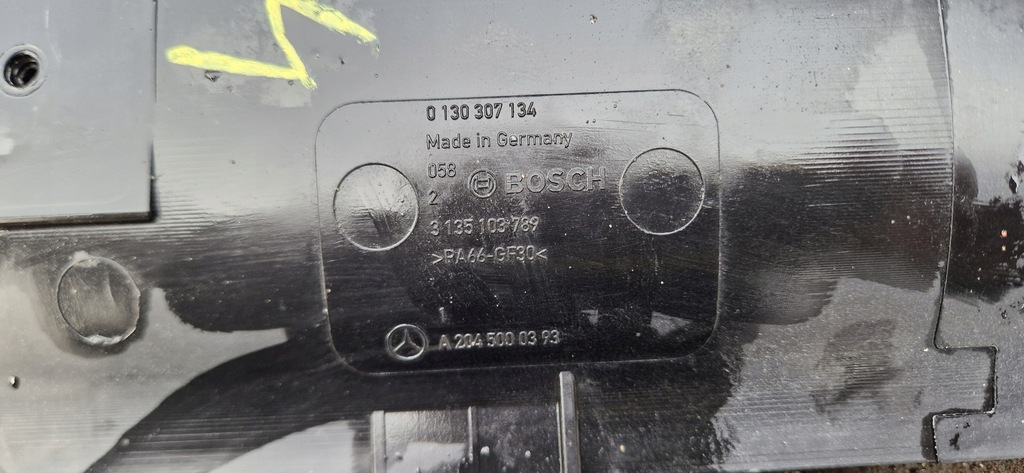 0 130 307 134
Made in Germany
058
BOSCH
2
3 135 103 789
>PA66-GF30<
A 204 500 03 93